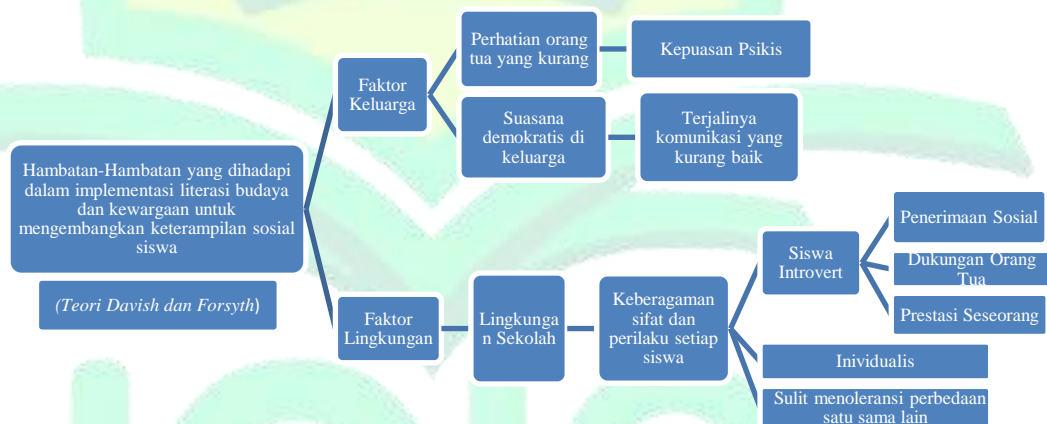 Hambatan-Hambatan yang dihadapi
dalam implementasi literasi budaya
dan kewargaan untuk
mengembangkan keterampilan sosial
siswa
(Teori Davish dan Forsyth)
Faktor
Keluarga
Perhatian orang
tua yang kurang
Kepuasan Psikis
Suasana
demokratis di
keluarga
Terjalinya
komunikasi yang
kurang baik
Faktor
Lingkungan
Lingkunga
n Sekolah
Keberagaman
sifat dan
perilaku setiap
siswa
Siswa
Introvert
Penerimaan Sosial
Dukungan Orang
Tua
Prestasi Seseorang
Inividualis
Sulit menoleransi perbedaan
satu sama lain